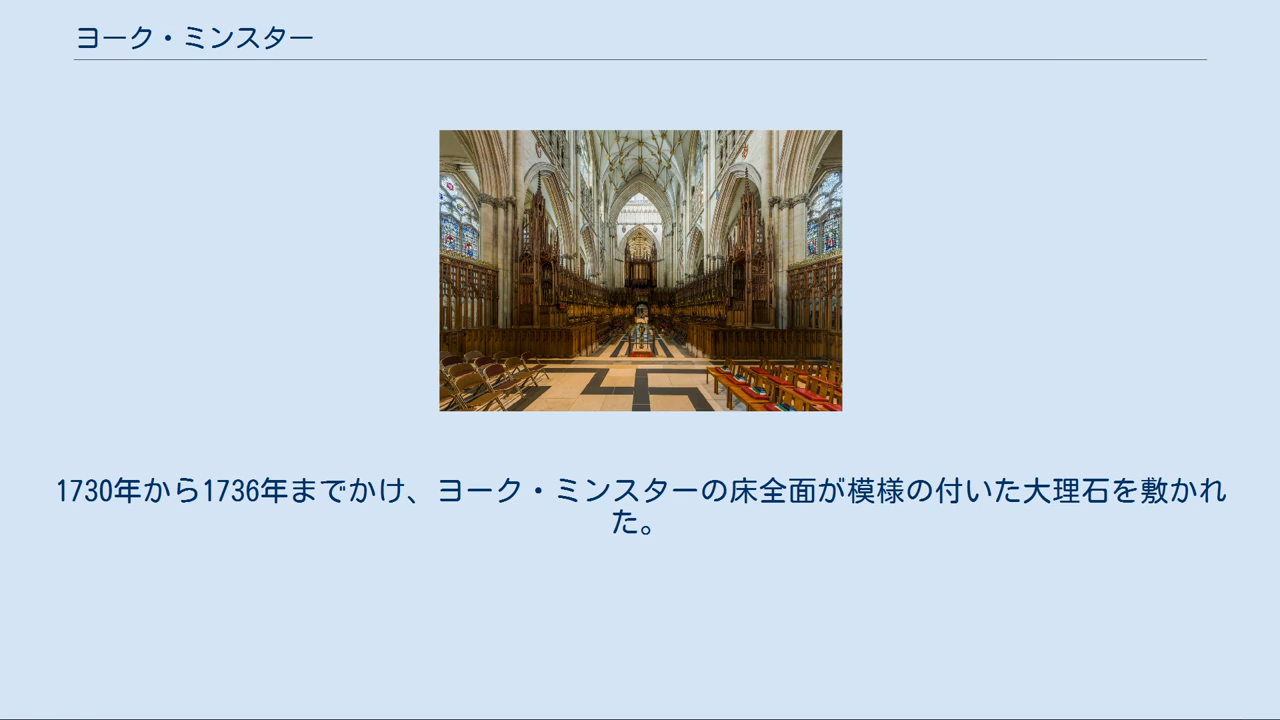 ヨーク・ミンスター
1730年から1736年までかけ、ヨーク・ミンスターの床全面が模様の付いた大理石を敷かれ
た。